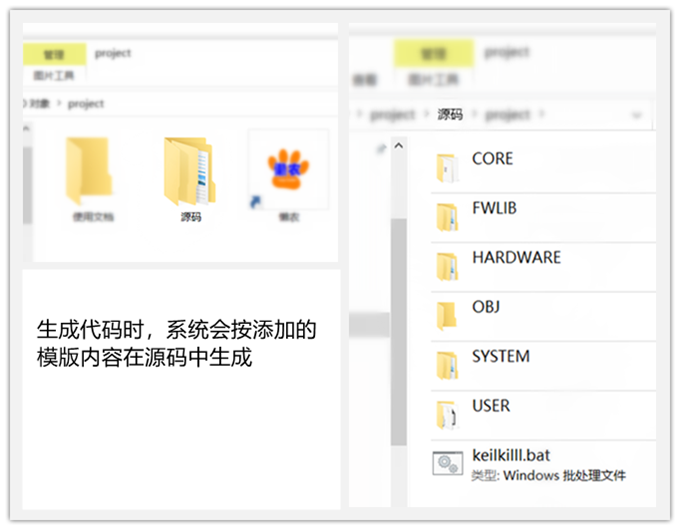 管理
project
图片工具
对象 > project
使用文档
源码
懒农
生成代码时，系统会按添加的
模版内容在源码中生成
管理
project
查看
图片工具
> project > 源码 > project >
CORE
FWLIB
HARDWARE
OBJ
SYSTEM
USER
keilkilll.bat
类型: Windows 批处理文件